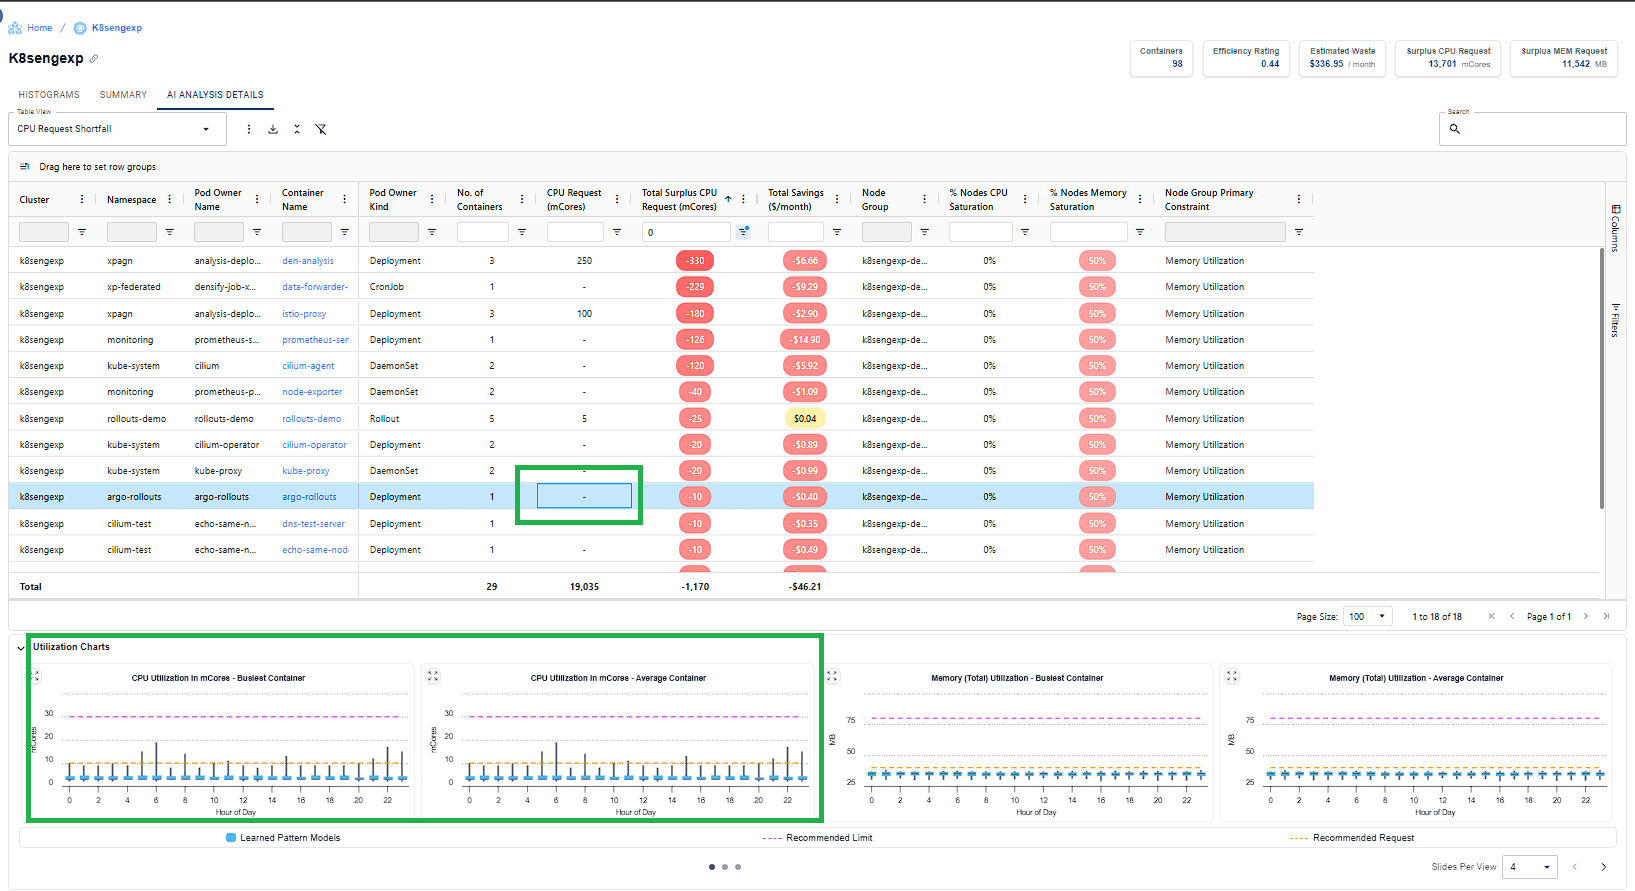 Home / K8sengexp
K8sengexp
Containers
98
Efficiency Rating
0.44
Estimated Waste
$336.95 / month
Surplus CPU Request
13,701 mCores
Surplus MEM Request
11,542 MB
HISTOGRAMS SUMMARY AI ANALYSIS DETAILS
Table View
CPU Request Shortfall
Search
Drag here to set row groups
Cluster Namespace Pod Owner Name Container Name Pod Owner Kind No. of Containers CPU Request (mCores) Total Surplus CPU Request (mCores) Total Savings ($/month) Node Group % Nodes CPU Saturation % Nodes Memory Saturation Node Group Primary Constraint
0
k8sengexp xpagn analysis-deplo... den-analysis Deployment 3 250 -330 -$6.66 k8sengexp-de... 0% 50% Memory Utilization
k8sengexp xp-federated densify-job-x... data-forwarder- CronJob 1 - -229 -$9.29 k8sengexp-de... 0% 50% Memory Utilization
k8sengexp xpagn analysis-deplo... istio-proxy Deployment 3 100 -180 -$2.90 k8sengexp-de... 0% 50% Memory Utilization
k8sengexp monitoring prometheus-s... prometheus-ser Deployment 1 - -126 -$14.90 k8sengexp-de... 0% 50% Memory Utilization
k8sengexp kube-system cilium cilium-agent DaemonSet 2 - -120 -$5.92 k8sengexp-de... 0% 50% Memory Utilization
k8sengexp monitoring prometheus-p... node-exporter DaemonSet 2 - -40 -$1.09 k8sengexp-de... 0% 50% Memory Utilization
k8sengexp rollouts-demo rollouts-demo rollouts-demo Rollout 5 5 -25 $0.04 k8sengexp-de... 0% 50% Memory Utilization
k8sengexp kube-system cilium-operator cilium-operator Deployment 2 - -20 -$0.89 k8sengexp-de... 0% 50% Memory Utilization
k8sengexp kube-system kube-proxy kube-proxy DaemonSet 2 - -20 -$0.99 k8sengexp-de... 0% 50% Memory Utilization
k8sengexp argo-rollouts argo-rollouts argo-rollouts Deployment 1 - -10 -$0.40 k8sengexp-de... 0% 50% Memory Utilization
k8sengexp cilium-test echo-same-n... dns-test-server Deployment 1 -10 -$0.35 k8sengexp-de... 0% 50% Memory Utilization
k8sengexp cilium-test echo-same-n... echo-same-nod Deployment 1 - -10 -$0.49 k8sengexp-de... 0% 50% Memory Utilization
Total 29 19,035 -1,170 -$46.21
Columns
Filters
Page Size: 100 1 to 18 of 18 Page 1 of 1
Utilization Charts
CPU Utilization in mCores - Busiest Container
mCores
30
20
10
0
0 2 4 6 8 10 12 14 16 18 20 22
Hour of Day
CPU Utilization in mCores - Average Container
mCores
30
20
10
0
0 2 4 6 8 10 12 14 16 18 20 22
Hour of Day
Memory (Total) Utilization - Busiest Container
MB
75
50
25
0 2 4 6 8 10 12 14 16 18 20 22
Hour of Day
Memory (Total) Utilization - Average Container
MB
75
50
25
0 2 4 6 8 10 12 14 16 18 20 22
Hour of Day
Learned Pattern Models Recommended Limit Recommended Request
Slides Per View 4